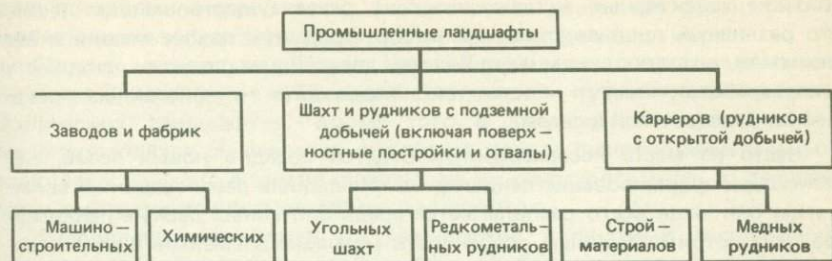 Промышленные ландшафты
Заводов и фабрик
Шахт и рудников с подземной
добычей (включая поверх –
ностные постройки и отвалы)
Карьеров (рудников
с открытой добычей)
Машино –
строительных
Химических
Угольных
шахт
Редкометаль –
ных рудников
Строй –
материалов
Медных
рудников